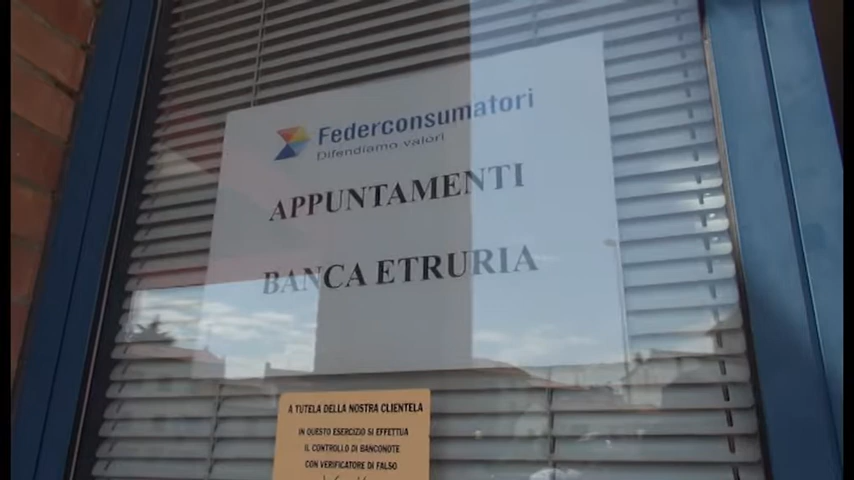 Federconsumatori
Difendiamo valori
APPUNTAMENTI
BANCA ETRURIA
A TUTELA DELLA NOSTRA CLIENTELA
IN QUESTO ESERCIZIO SI EFFETTUA
IL CONTROLLO DI BANCONOTE
CON VERIFICATORE DI FALSO